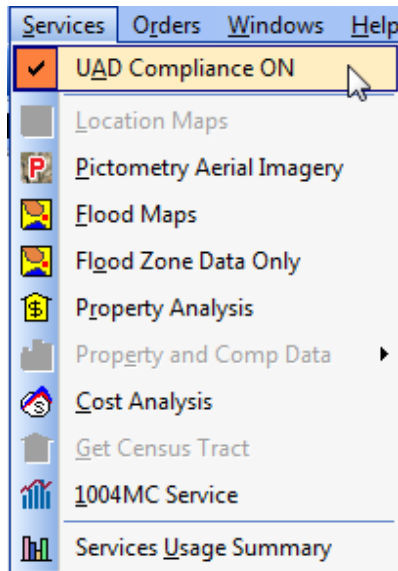 Services Orders Windows Help
UAD Compliance ON
Location Maps
Pictometry Aerial Imagery
Flood Maps
Flood Zone Data Only
Property Analysis
Property and Comp Data
Cost Analysis
Get Census Tract
1004MC Service
Services Usage Summary